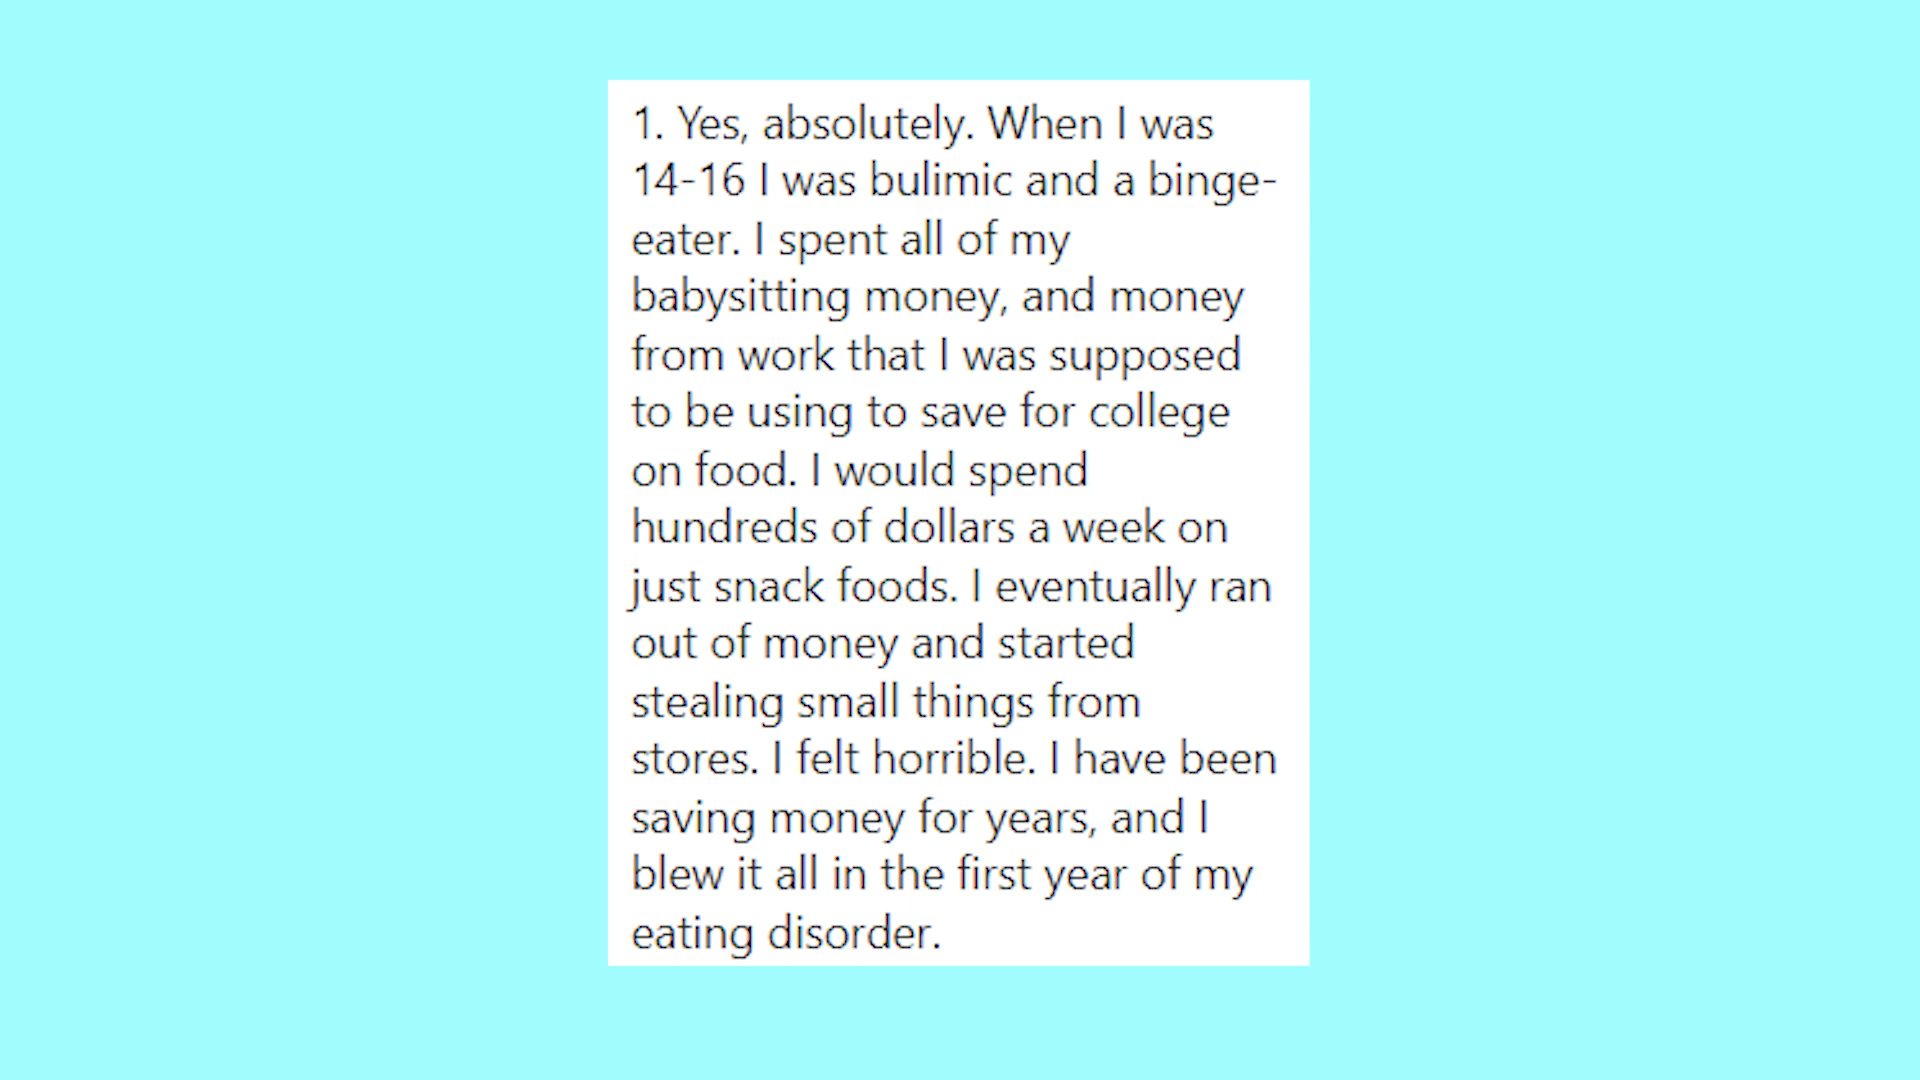 1. Yes, absolutely. When I was
14-16 I was bulimic and a binge-
eater. I spent all of my
babysitting money, and money
from work that I was supposed
to be using to save for college
on food. I would spend
hundreds of dollars a week on
just snack foods. I eventually ran
out of money and started
stealing small things from
stores. I felt horrible. I have been
saving money for years, and I
blew it all in the first year of my
eating disorder.